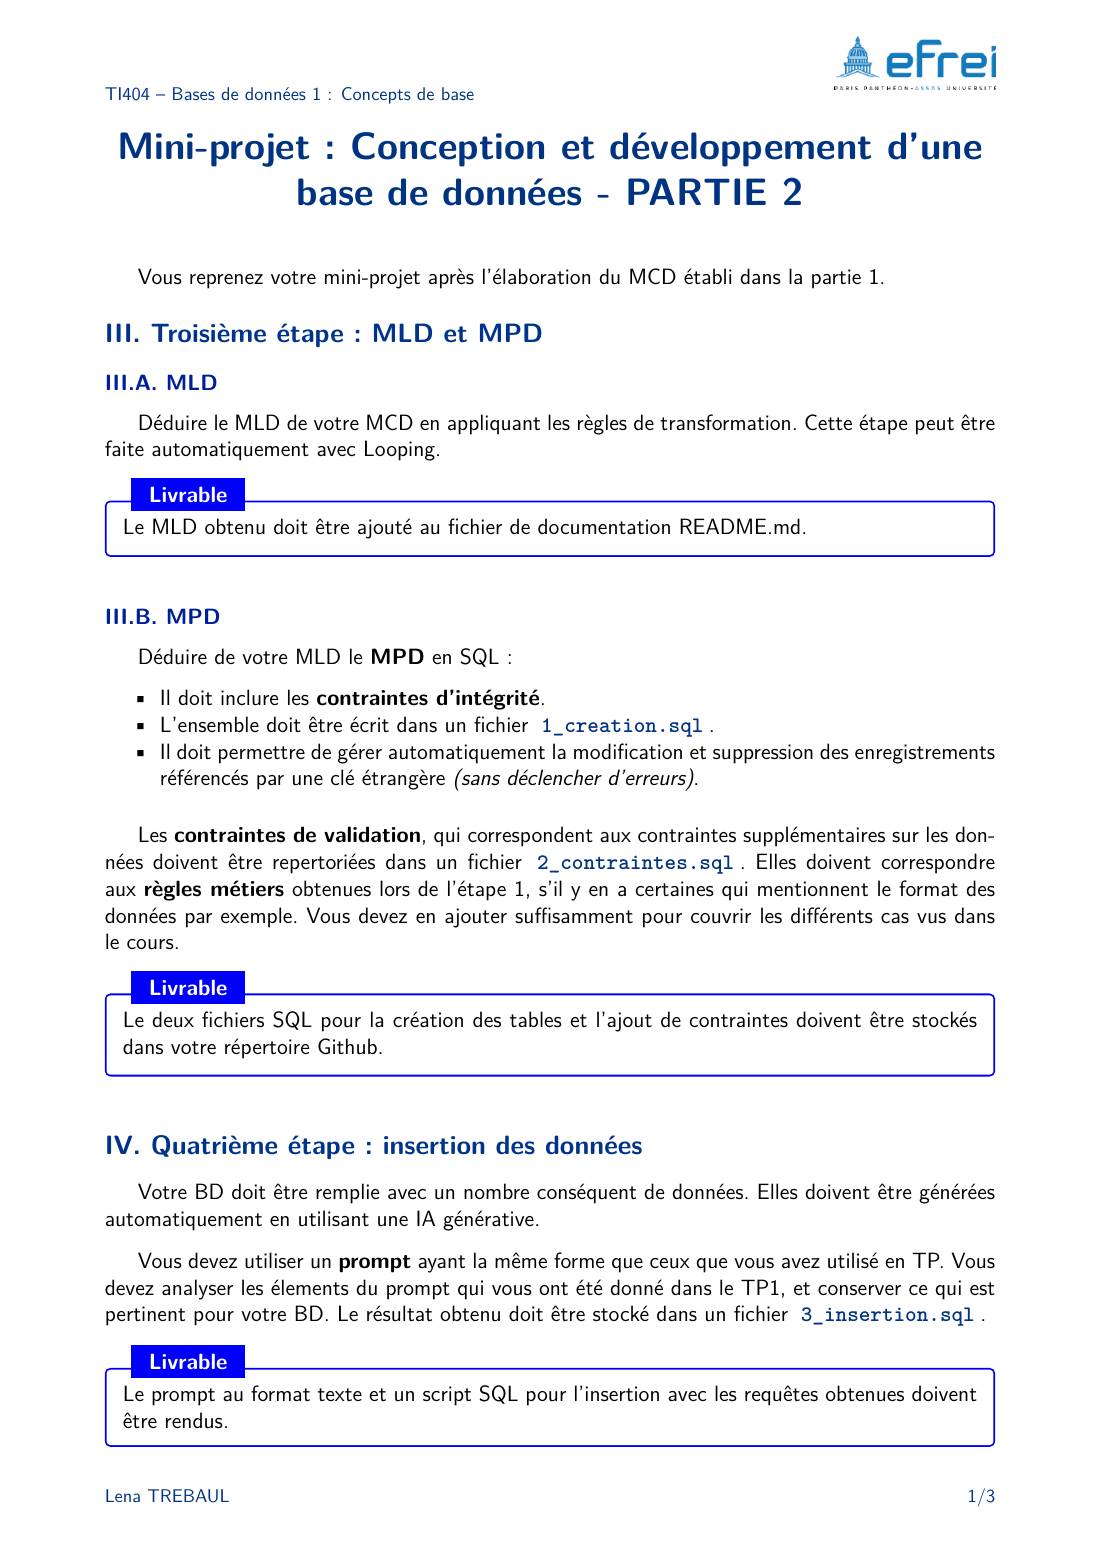 efrei
PARIS PANTHÉON-ASSAS UNIVERSITÉ
TI404 – Bases de données 1 : Concepts de base
Mini-projet : Conception et développement d'une
base de données - PARTIE 2
Vous reprenez votre mini-projet après l'élaboration du MCD établi dans la partie 1.
III. Troisième étape : MLD et MPD
III.A. MLD
Déduire le MLD de votre MCD en appliquant les règles de transformation. Cette étape peut être
faite automatiquement avec Looping.
Livrable
Le MLD obtenu doit être ajouté au fichier de documentation README.md.
III.B. MPD
Déduire de votre MLD le MPD en SQL :
▪ Il doit inclure les contraintes d'intégrité.
▪ L'ensemble doit être écrit dans un fichier 1_creation.sql .
▪ Il doit permettre de gérer automatiquement la modification et suppression des enregistrements
référencés par une clé étrangère (sans déclencher d'erreurs).
Les contraintes de validation, qui correspondent aux contraintes supplémentaires sur les don-
nées doivent être repertoriées dans un fichier 2_contraintes.sql . Elles doivent correspondre
aux règles métiers obtenues lors de l'étape 1, s'il y en a certaines qui mentionnent le format des
données par exemple. Vous devez en ajouter suffisamment pour couvrir les différents cas vus dans
le cours.
Livrable
Le deux fichiers SQL pour la création des tables et l'ajout de contraintes doivent être stockés
dans votre répertoire Github.
IV. Quatrième étape : insertion des données
Votre BD doit être remplie avec un nombre conséquent de données. Elles doivent être générées
automatiquement en utilisant une IA générative.
Vous devez utiliser un prompt ayant la même forme que ceux que vous avez utilisé en TP. Vous
devez analyser les élements du prompt qui vous ont été donné dans le TP1, et conserver ce qui est
pertinent pour votre BD. Le résultat obtenu doit être stocké dans un fichier 3_insertion.sql .
Livrable
Le prompt au format texte et un script SQL pour l'insertion avec les requêtes obtenues doivent
être rendus.
Lena TREBAUL
1/3